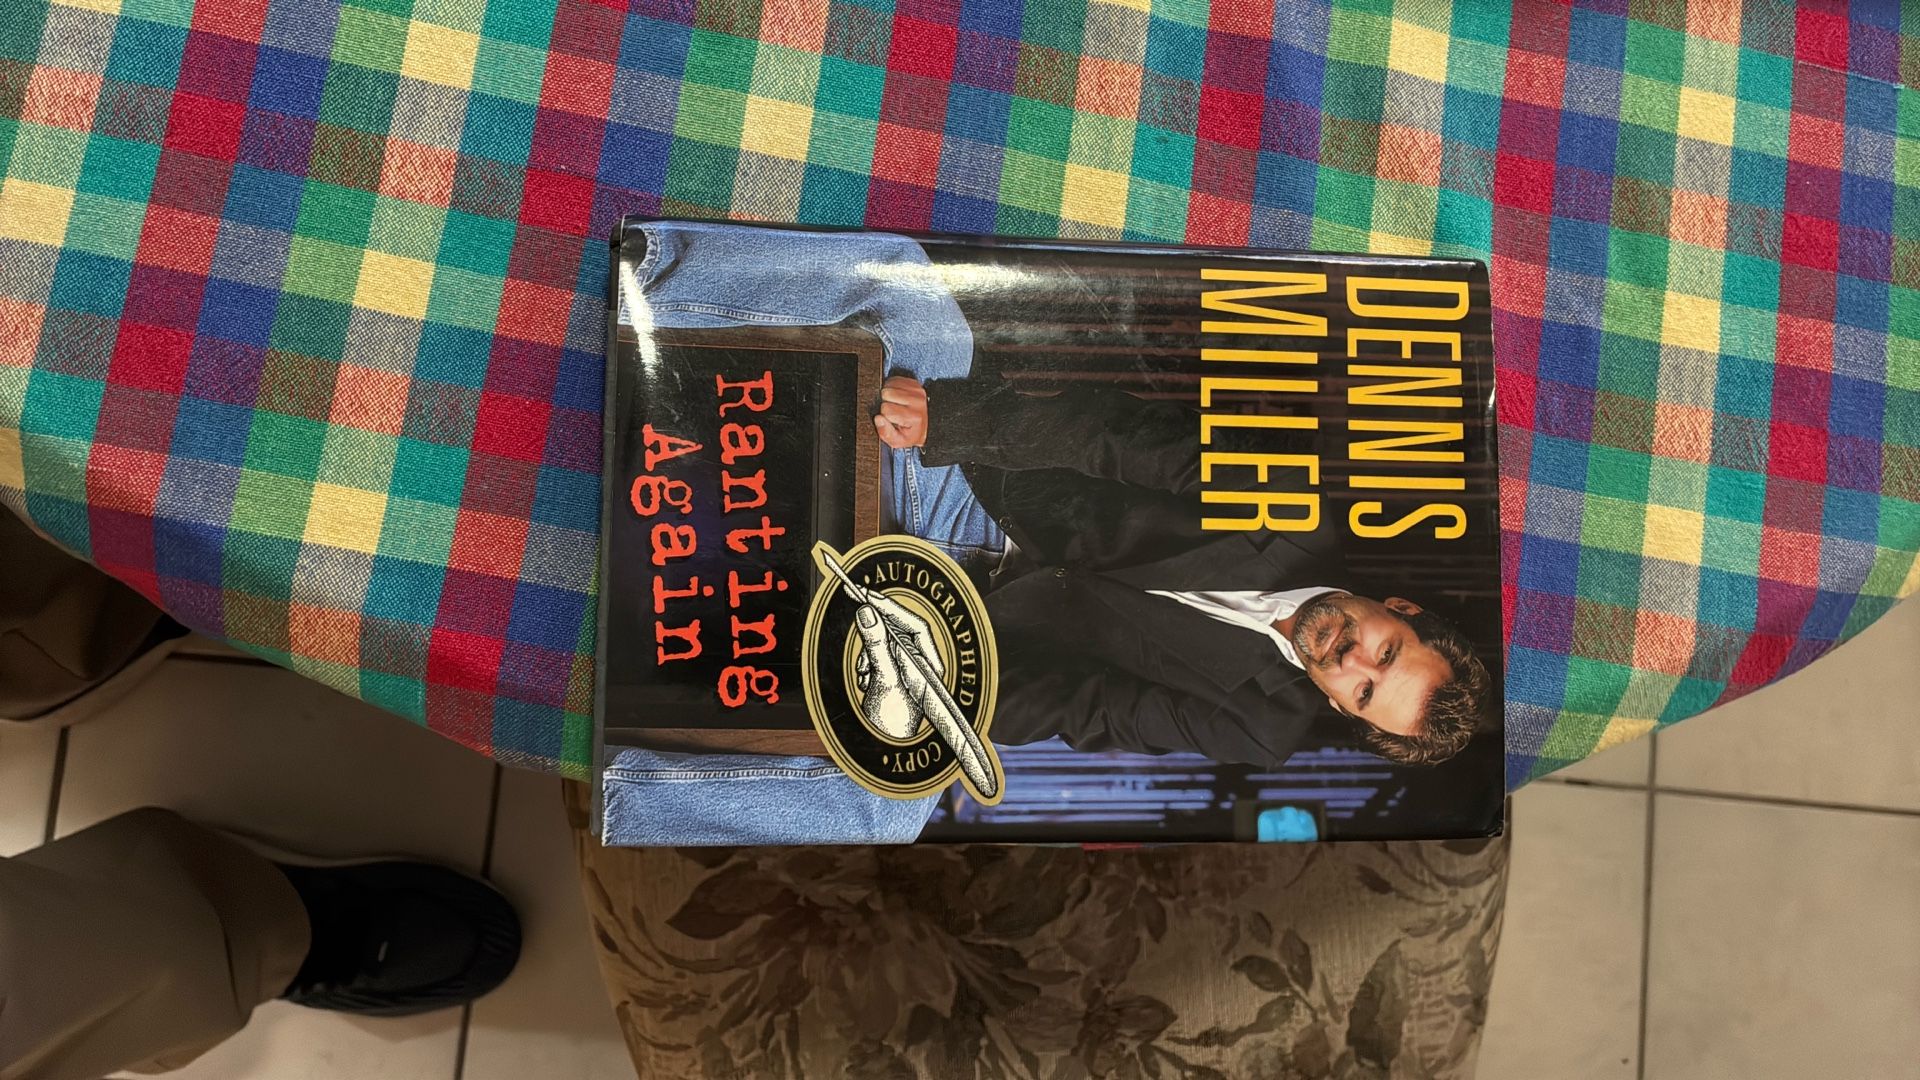 DENNIS
MILLER
• AUTOGRAPHED •
COPY
Ranting
Again